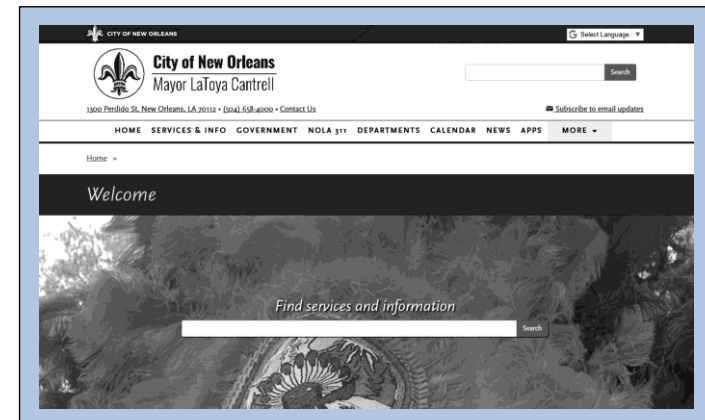 CITY OF NEW ORLEANS
Select Language ▼
City of New Orleans
Mayor LaToya Cantrell
Search
1300 Perdido St, New Orleans, LA 70112 • (504) 658-4000 • Contact Us
Subscribe to email updates
HOME SERVICES & INFO GOVERNMENT NOLA 311 DEPARTMENTS CALENDAR NEWS APPS MORE
Home »
Welcome
Find services and information
Search